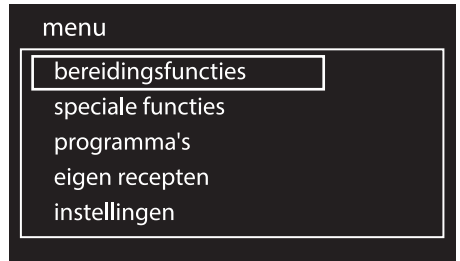 menu
bereidingsfuncties
speciale functies
programma's
eigen recepten
instellingen